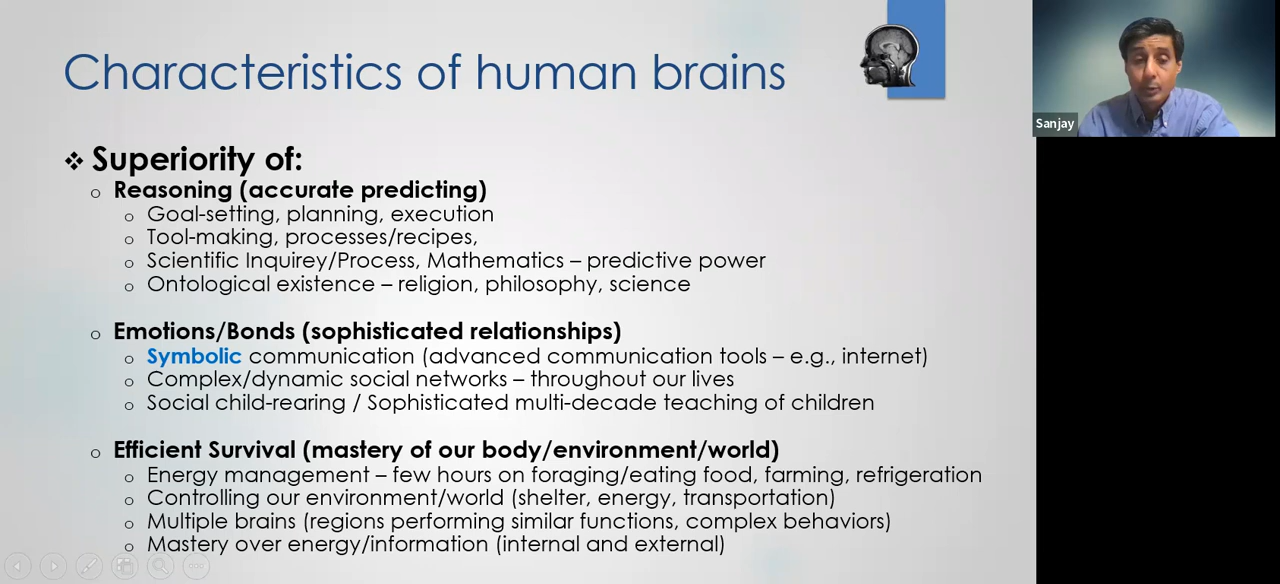 Characteristics of human brains
Sanjay
Superiority of:
Reasoning (accurate predicting)
Goal-setting, planning, execution
Tool-making, processes/recipes,
Scientific Inquirey/Process, Mathematics – predictive power
Ontological existence – religion, philosophy, science
Emotions/Bonds (sophisticated relationships)
Symbolic communication (advanced communication tools – e.g., internet)
Complex/dynamic social networks – throughout our lives
Social child-rearing / Sophisticated multi-decade teaching of children
Efficient Survival (mastery of our body/environment/world)
Energy management – few hours on foraging/eating food, farming, refrigeration
Controlling our environment/world (shelter, energy, transportation)
Multiple brains (regions performing similar functions, complex behaviors)
Mastery over energy/information (internal and external)